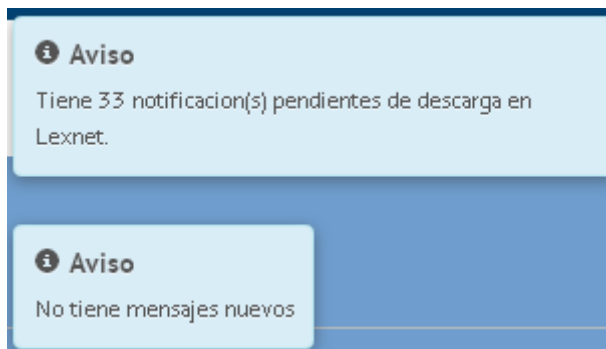 Aviso
Tiene 33 notificacion(s) pendientes de descarga en
Lexnet.
Aviso
No tiene mensajes nuevos